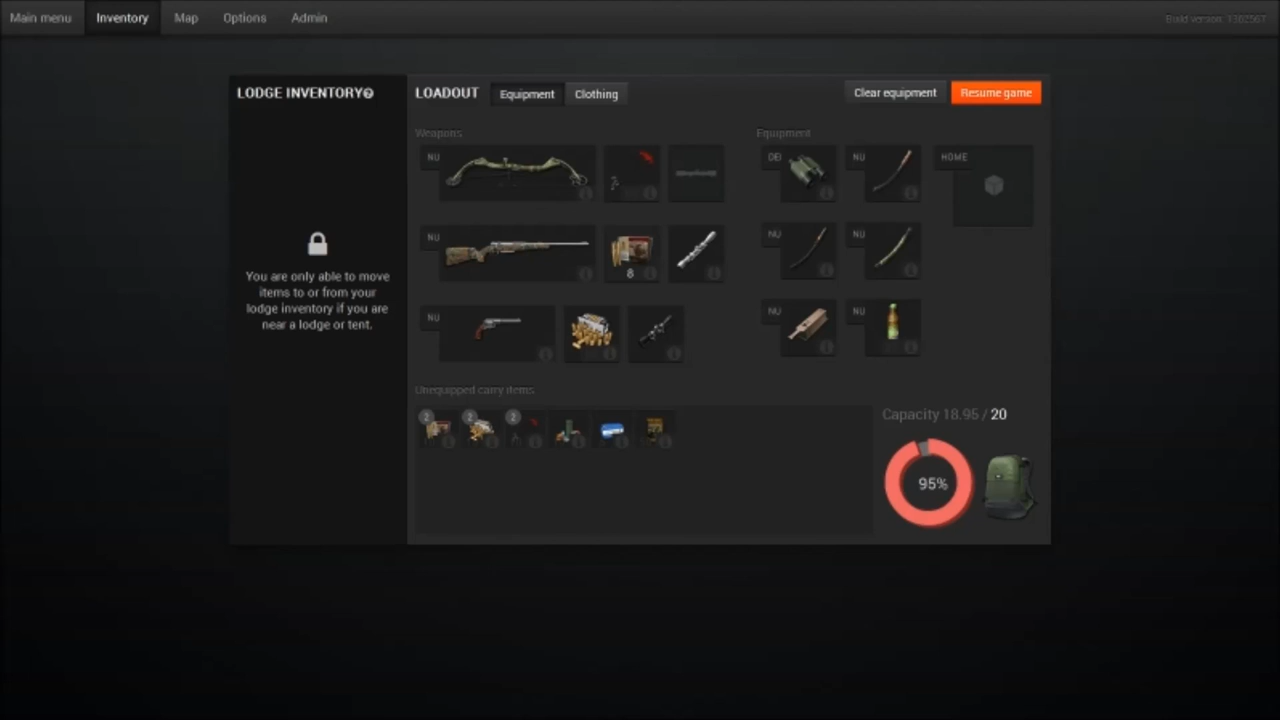 Main menu
Inventory
Map
Options
Admin
LODGE INVENTORY
You are only able to move
items to or from your
lodge inventory if you are
near a lodge or tent.
LOADOUT
Equipment
Clothing
Clear equipment
Resume game
Weapons
Equipment
NU
DEI
NU
HOME
NU
8
NU
NU
NU
NU
NU
Unequipped carry items
2
2
2
Capacity 18.95 / 20
95%